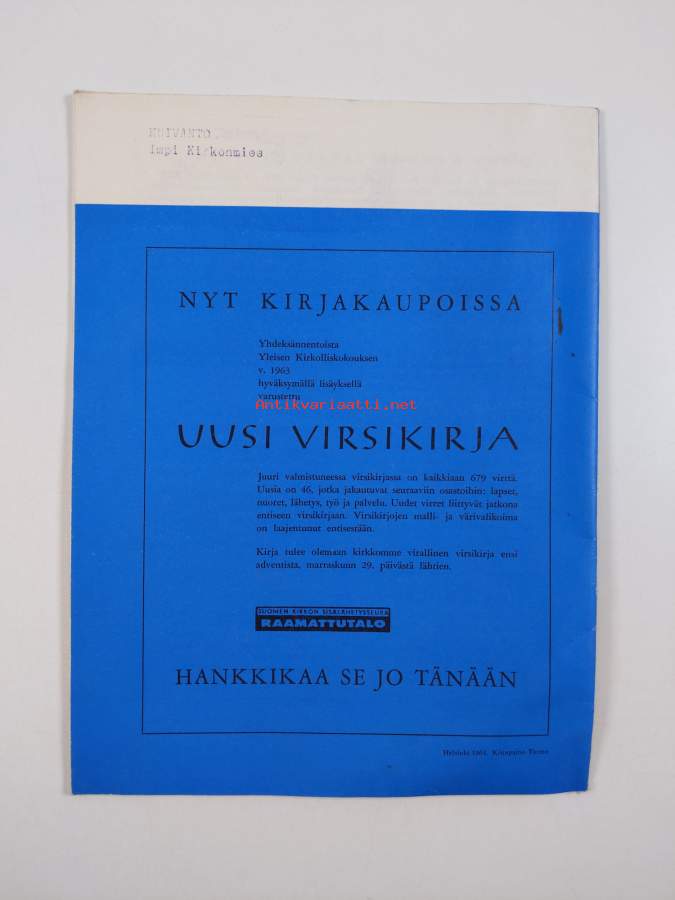 HUIVANTO
Impi Kirkonmies
NYT KIRJAKAUPOISSA
Yhdeksännentoista
Yleisen Kirkolliskokouksen
v. 1963
hyväksymällä lisäyksellä
varustettu
Antikvariaatti.net
UUSI VIRSIKIRJA
Juuri valmistuneessa virsikirjassa on kaikkiaan 679 virttä.
Uusia on 46, jotka jakautuvat seuraaviin osastoihin: lapset,
nuoret, lähetys, työ ja palvelu. Uudet virret liittyvät jatkona
entiseen virsikirjaan. Virsikirjojen malli- ja värivalikoima
on laajentunut entisestään.
Kirja tulee olemaan kirkkomme virallinen virsikirja ensi
adventista, marraskuun 29. päivästä lähtien.
SUOMEN KIRKON SISÄLÄHETYSSEURA
RAAMATTUTALO
HANKKIKAA SE JO TÄNÄÄN
Helsinki 1964. Kirjapaino